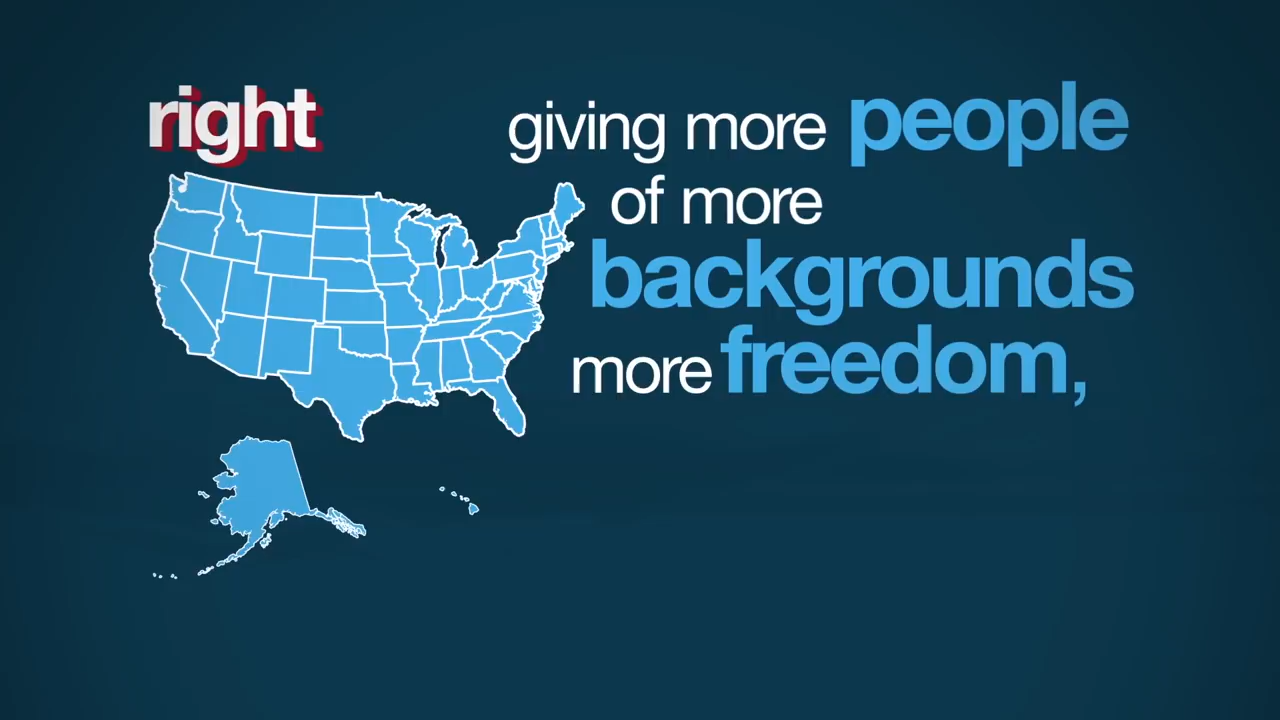 right
giving more people
of more
backgrounds
more freedom,